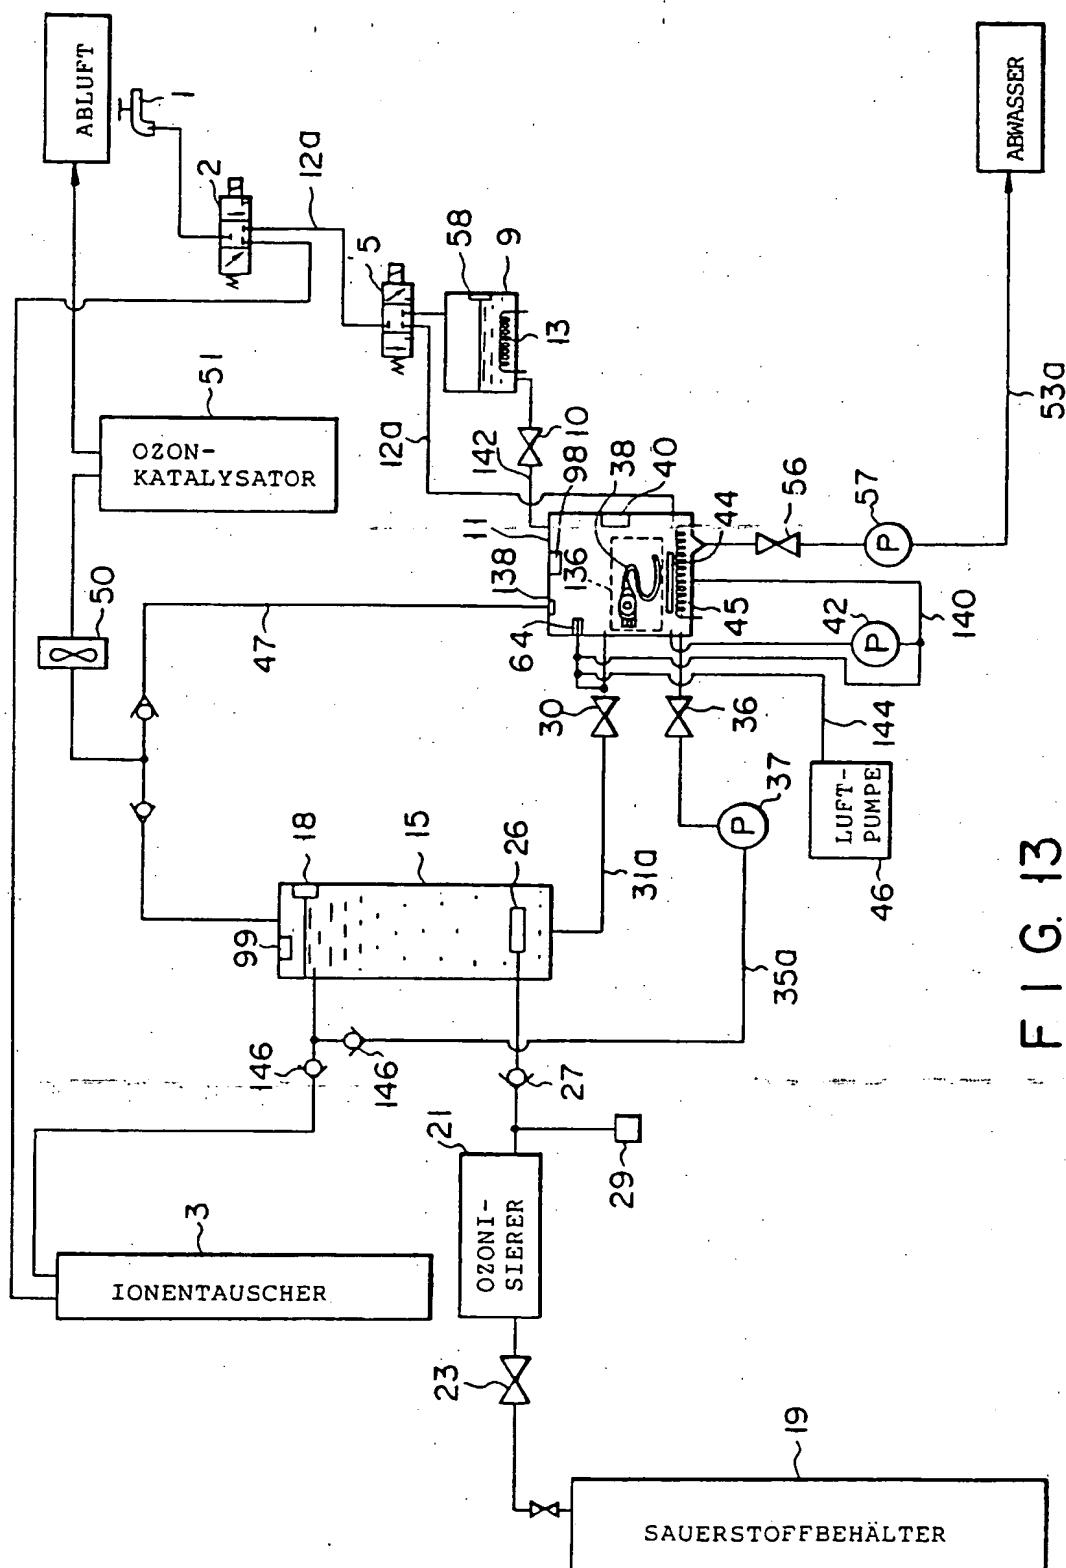 ABLUFT
1
2
12a
5
58
9
13
OZON-
KATALYSATOR
51
12a
142
10
98
11
38
40
136
138
64
44
45
50
47
56
57
P
ABWASSER
53a
42
P
140
30
36
144
LUFT-
PUMPE
46
37
P
18
15
26
99
31a
35a
146
146
27
21
OZONI-
SIERER
29
3
IONENTAUSCHER
23
19
SAUERSTOFFBEHÄLTER
FIG. 13